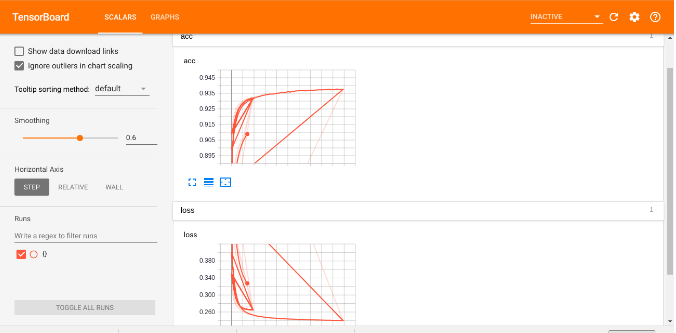 TensorBoard SCALARS GRAPHS INACTIVE
Show data download links
Ignore outliers in chart scaling
Tooltip sorting method: default
Smoothing
0.6
Horizontal Axis
STEP RELATIVE WALL
Runs
Write a regex to filter runs
{}
TOGGLE ALL RUNS
acc 1
acc
0.945
0.935
0.925
0.915
0.905
0.895
loss 1
loss
0.380
0.340
0.300
0.260